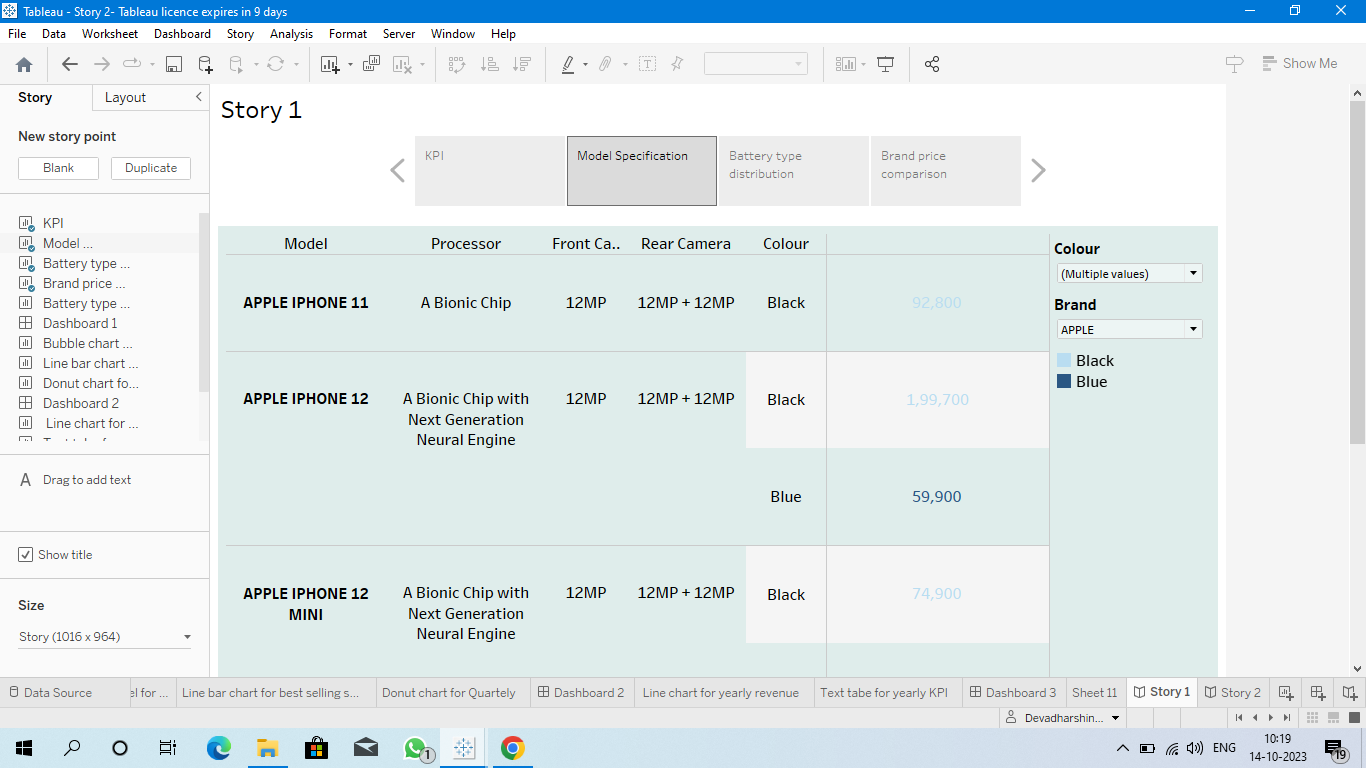 Tableau - Story 2- Tableau licence expires in 9 days
File Data Worksheet Dashboard Story Analysis Format Server Window Help
Show Me
Story Layout
New story point
Blank Duplicate
KPI
Model ...
Battery type ...
Brand price ...
Battery type ...
Dashboard 1
Bubble chart ...
Line bar chart ...
Donut chart fo...
Dashboard 2
Line chart for ...
A Drag to add text
Show title
Size
Story (1016 x 964)
Story 1
KPI
Model Specification
Battery type
distribution
Brand price
comparison
Model Processor Front Ca.. Rear Camera Colour
APPLE IPHONE 11 A Bionic Chip 12MP 12MP + 12MP Black 92,800
APPLE IPHONE 12 A Bionic Chip with 12MP 12MP + 12MP Black 1,99,700
Next Generation
Neural Engine
Blue 59,900
APPLE IPHONE 12 A Bionic Chip with 12MP 12MP + 12MP Black 74,900
MINI Next Generation
Neural Engine
Colour
(Multiple values)
Brand
APPLE
Black
Blue
Data Source el for ... Line bar chart for best selling s... Donut chart for Quartely Dashboard 2 Line chart for yearly revenue Text tabe for yearly KPI Dashboard 3 Sheet 11 Story 1 Story 2
Devadharshin...
1 ENG 10:19
14-10-2023 19